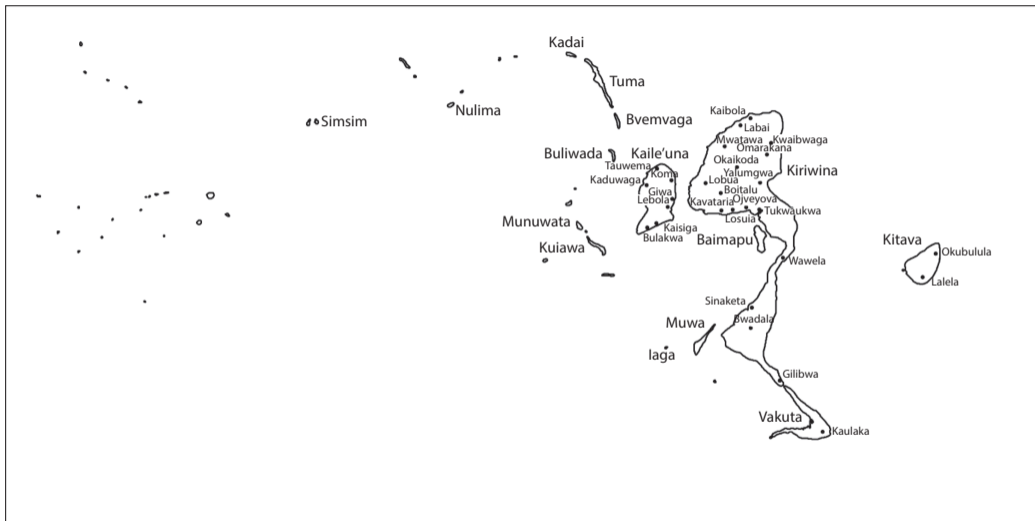 Kadai
Tuma
Nulima
Simsim
Bvemvaga
Kaibola
Labai
Mwatawa
Kwaibwaga
Omarakana
Buliwada
Kaile'una
Okaikoda
Tauwema
Yalumgwa
Kiriwina
Koma
Kaduwaga
Lobua
Giwa
Boitalu
Lebola
Kavataria
Ojveyova
Tukwaukwa
Losuia
Munuwata
Kaisiga
Bulakwa
Baimapu
Kuiawa
Kitava
Okubulula
Wawela
Lalela
Sinaketa
Bwadala
Muwa
Iaga
Gilibwa
Vakuta
Kaulaka